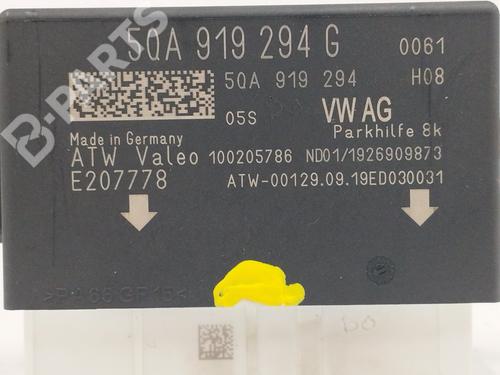 B-PARTS
5QA 919 294 G 0061
5QA 919 294 H08
05S VW AG
Parkhilfe 8k
Made in Germany
ATW Valeo 100205786 ND01/1926909873
E207778 ATW-00129.09.19ED030031
>PA66GF15<